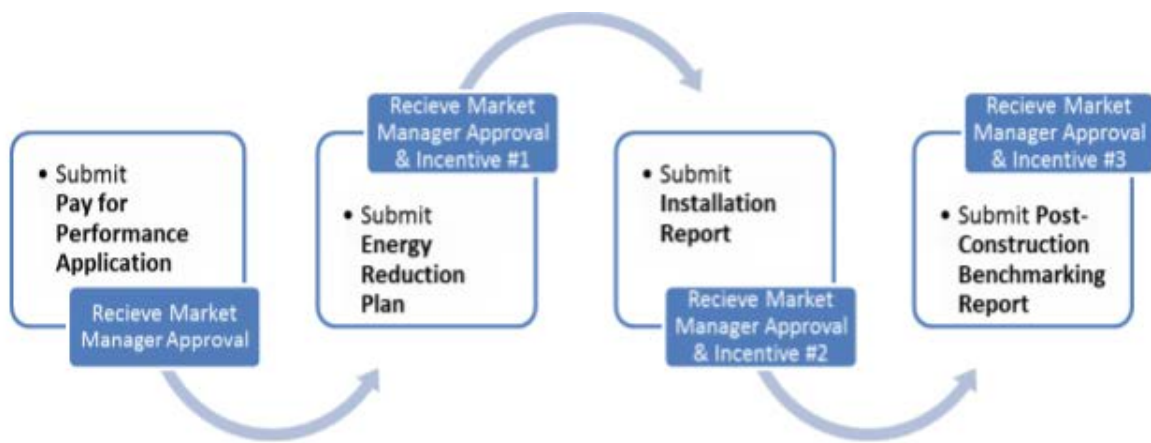 • Submit
Pay for
Performance
Application
Recieve Market
Manager Approval
Recieve Market
Manager Approval
& Incentive #1
• Submit
Energy
Reduction
Plan
• Submit
Installation
Report
Recieve Market
Manager Approval
& Incentive #2
Recieve Market
Manager Approval
& Incentive #3
• Submit Post-
Construction
Benchmarking
Report